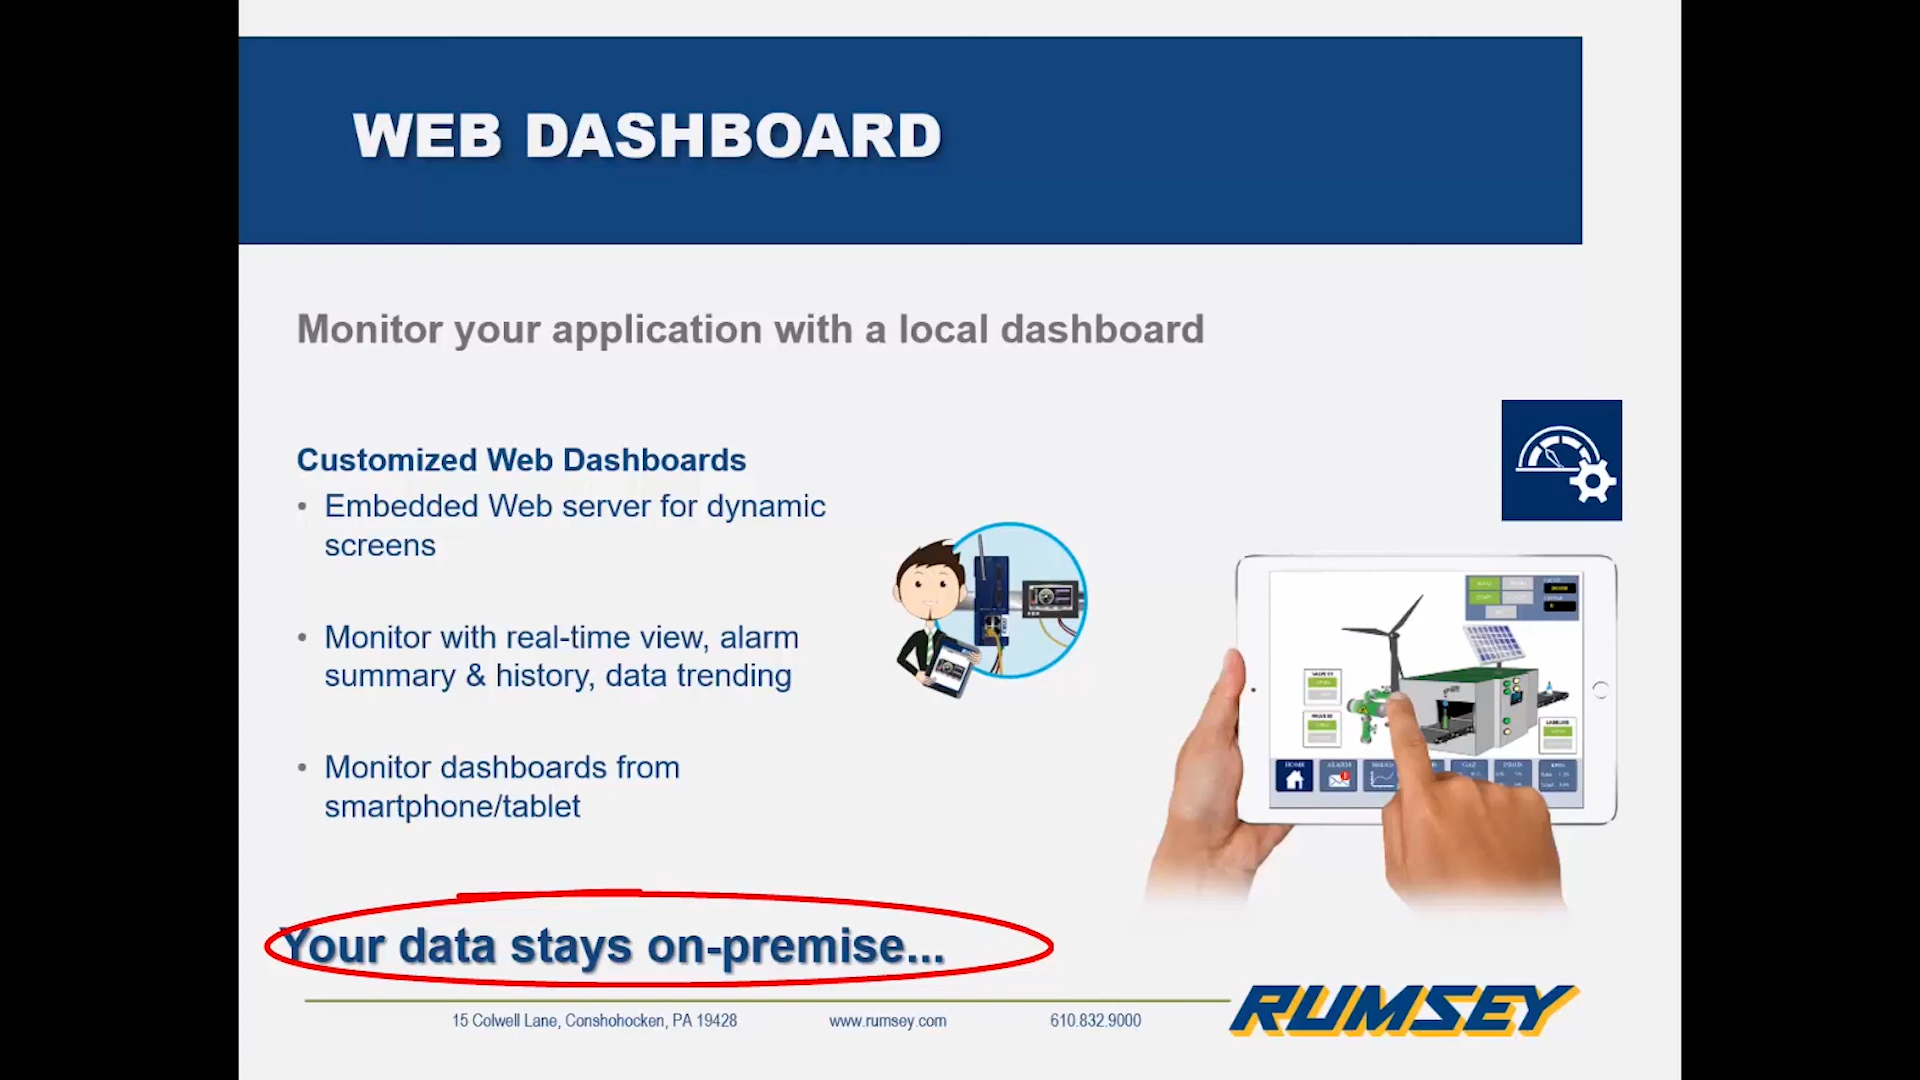 WEB DASHBOARD
Monitor your application with a local dashboard
Customized Web Dashboards
• Embedded Web server for dynamic
screens
• Monitor with real-time view, alarm
summary & history, data trending
• Monitor dashboards from
smartphone/tablet
HOME
ALARM
Your data stays on-premise...
15 Colwell Lane, Conshohocken, PA 19428
www.rumsey.com
610.832.9000
RUMSEY